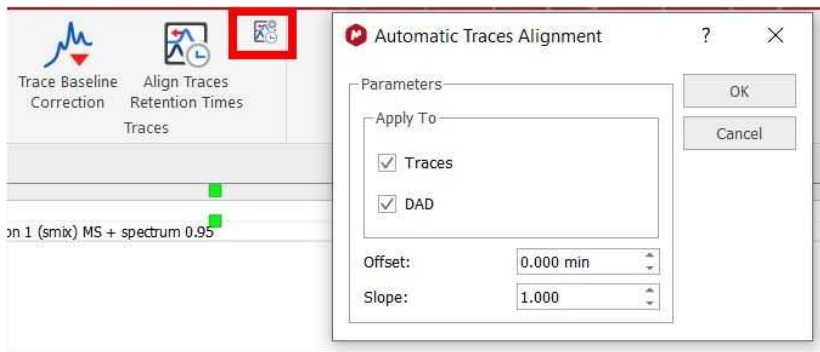 Trace Baseline
Correction
Align Traces
Retention Times
Traces
on 1 (smix) MS + spectrum 0.95
Automatic Traces Alignment
?
Parameters
Apply To
Traces
DAD
Offset:
0.000 min
Slope:
1.000
OK
Cancel